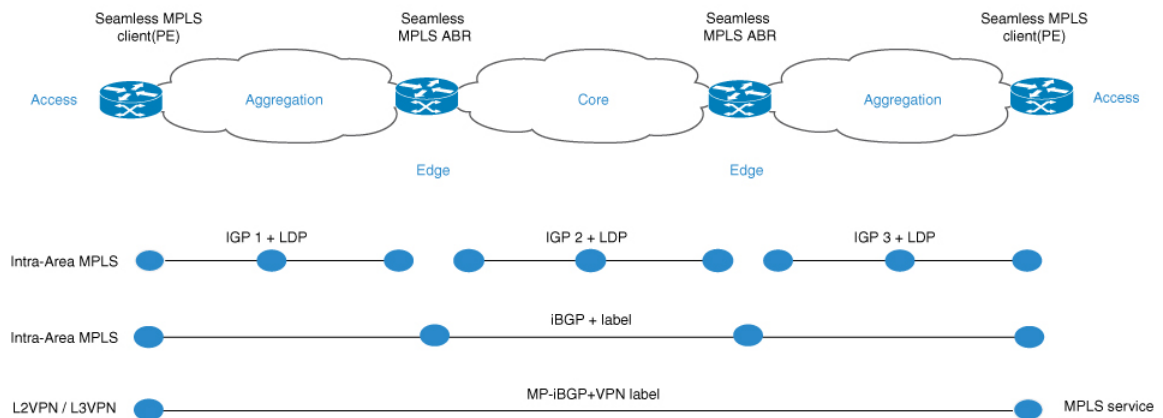 Seamless MPLS
client(PE)
Seamless
MPLS ABR
Seamless
MPLS ABR
Seamless MPLS
client(PE)
Access
Aggregation
Core
Aggregation
Access
Edge
Edge
IGP 1 + LDP
IGP 2 + LDP
IGP 3 + LDP
Intra-Area MPLS
iBGP + label
Intra-Area MPLS
MP-iBGP+VPN label
L2VPN / L3VPN
MPLS service